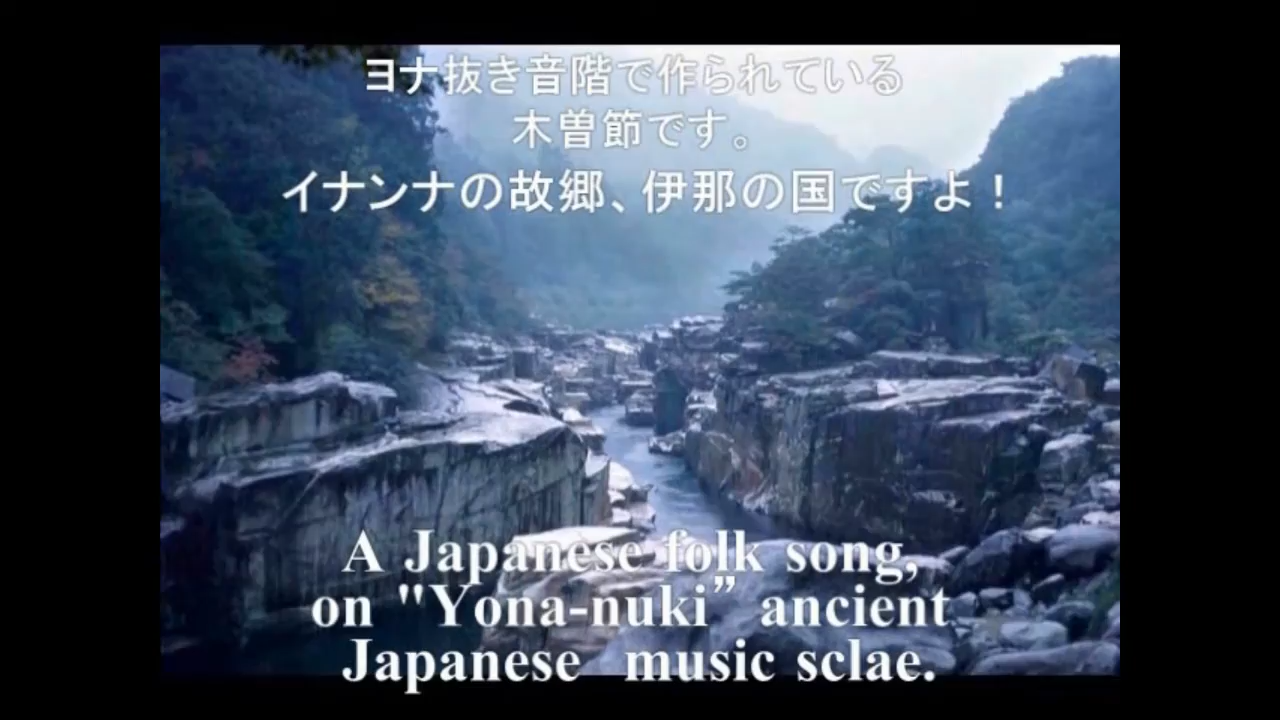 ヨナ抜き音階で作られている
木曽節です。
イナンナの故郷、伊那の国ですよ！
A Japanese folk song,
on "Yona-nuki” ancient
Japanese music sclae.